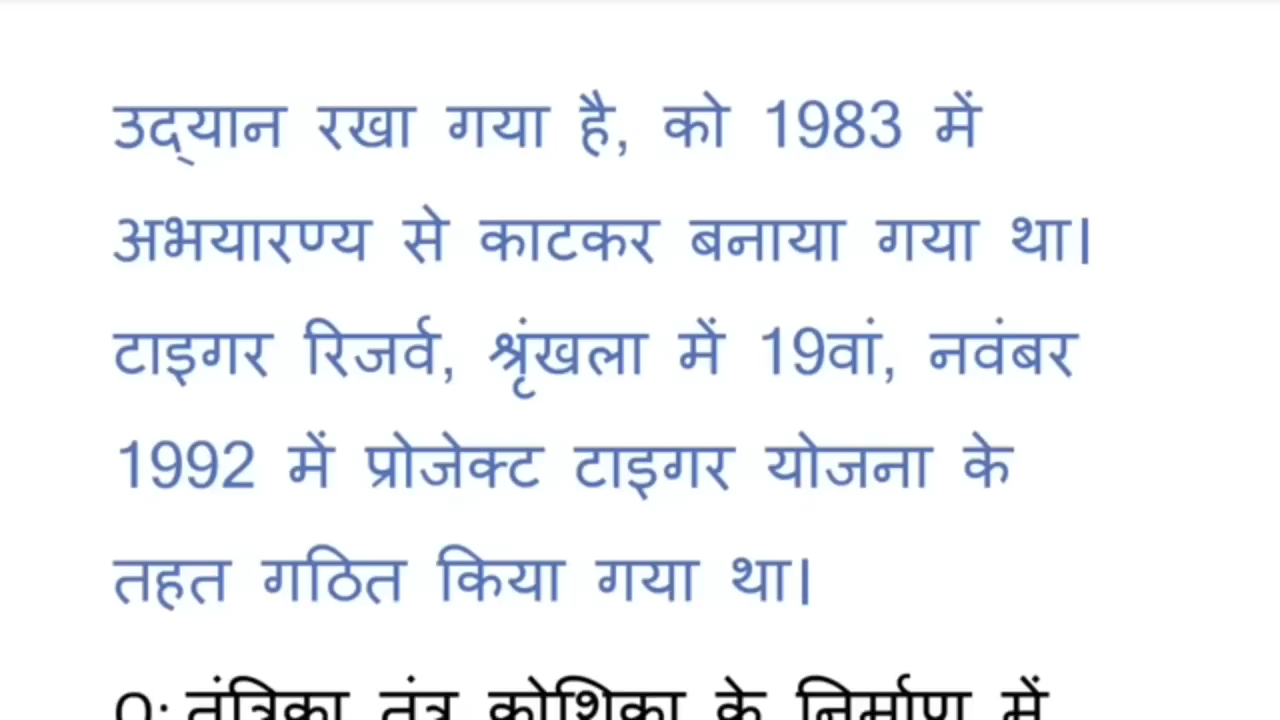 उद्‌यान रखा गया है, को 1983 में
अभयारण्य से काटकर बनाया गया था।
टाइगर रिजर्व, श्रृंखला में 19वां, नवंबर
1992 में प्रोजेक्ट टाइगर योजना के
तहत गठित किया गया था।
Q: तंत्रिका तंत्र कोशिका के निर्माण में